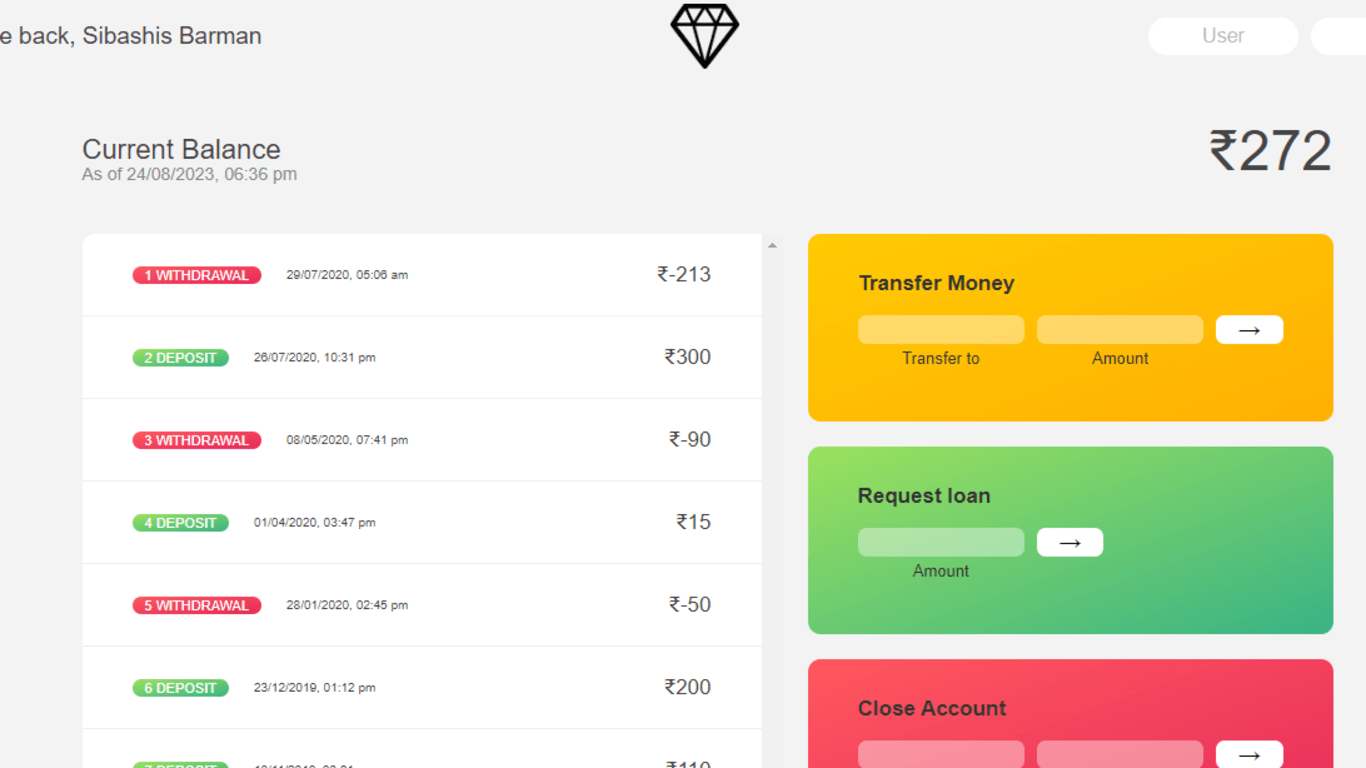 e back, Sibashis Barman
User
Current Balance
As of 24/08/2023, 06:36 pm
₹272
1 WITHDRAWAL 29/07/2020, 05:06 am ₹-213
2 DEPOSIT 26/07/2020, 10:31 pm ₹300
3 WITHDRAWAL 08/05/2020, 07:41 pm ₹-90
4 DEPOSIT 01/04/2020, 03:47 pm ₹15
5 WITHDRAWAL 28/01/2020, 02:45 pm ₹-50
6 DEPOSIT 23/12/2019, 01:12 pm ₹200
7 DEPOSIT ₹110
Transfer Money
→
Transfer to Amount
Request loan
→
Amount
Close Account
→